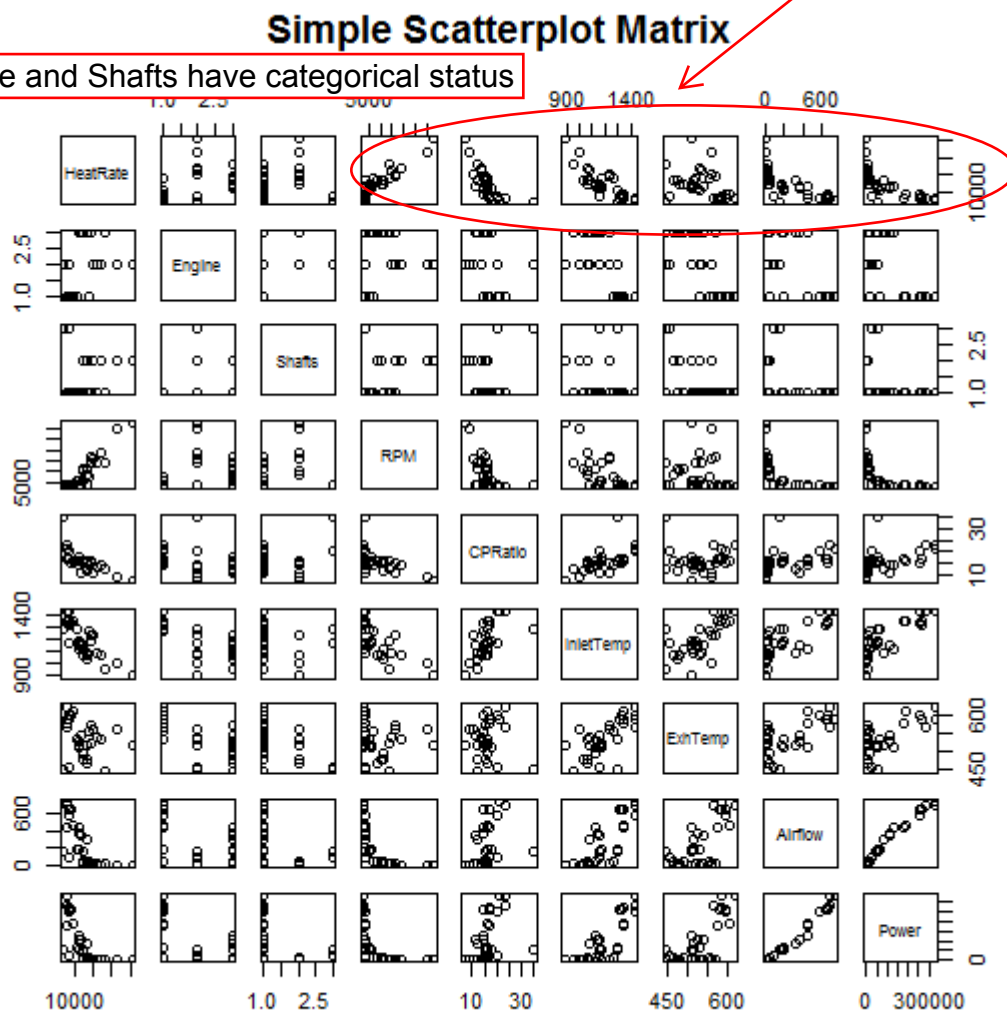 Simple Scatterplot Matrix
e and Shafts have categorical status
1.0 2.5 5000 900 1400 0 600
HeatRate 10000
2.5 1.0 Engine
Shafts 2.5 1.0
5000 RPM
CPRatio 30 10
1400 900 InletTemp
ExhTemp 600 450
600 0 Airflow
Power 300000 0
10000 1.0 2.5 10 30 450 600 0 300000